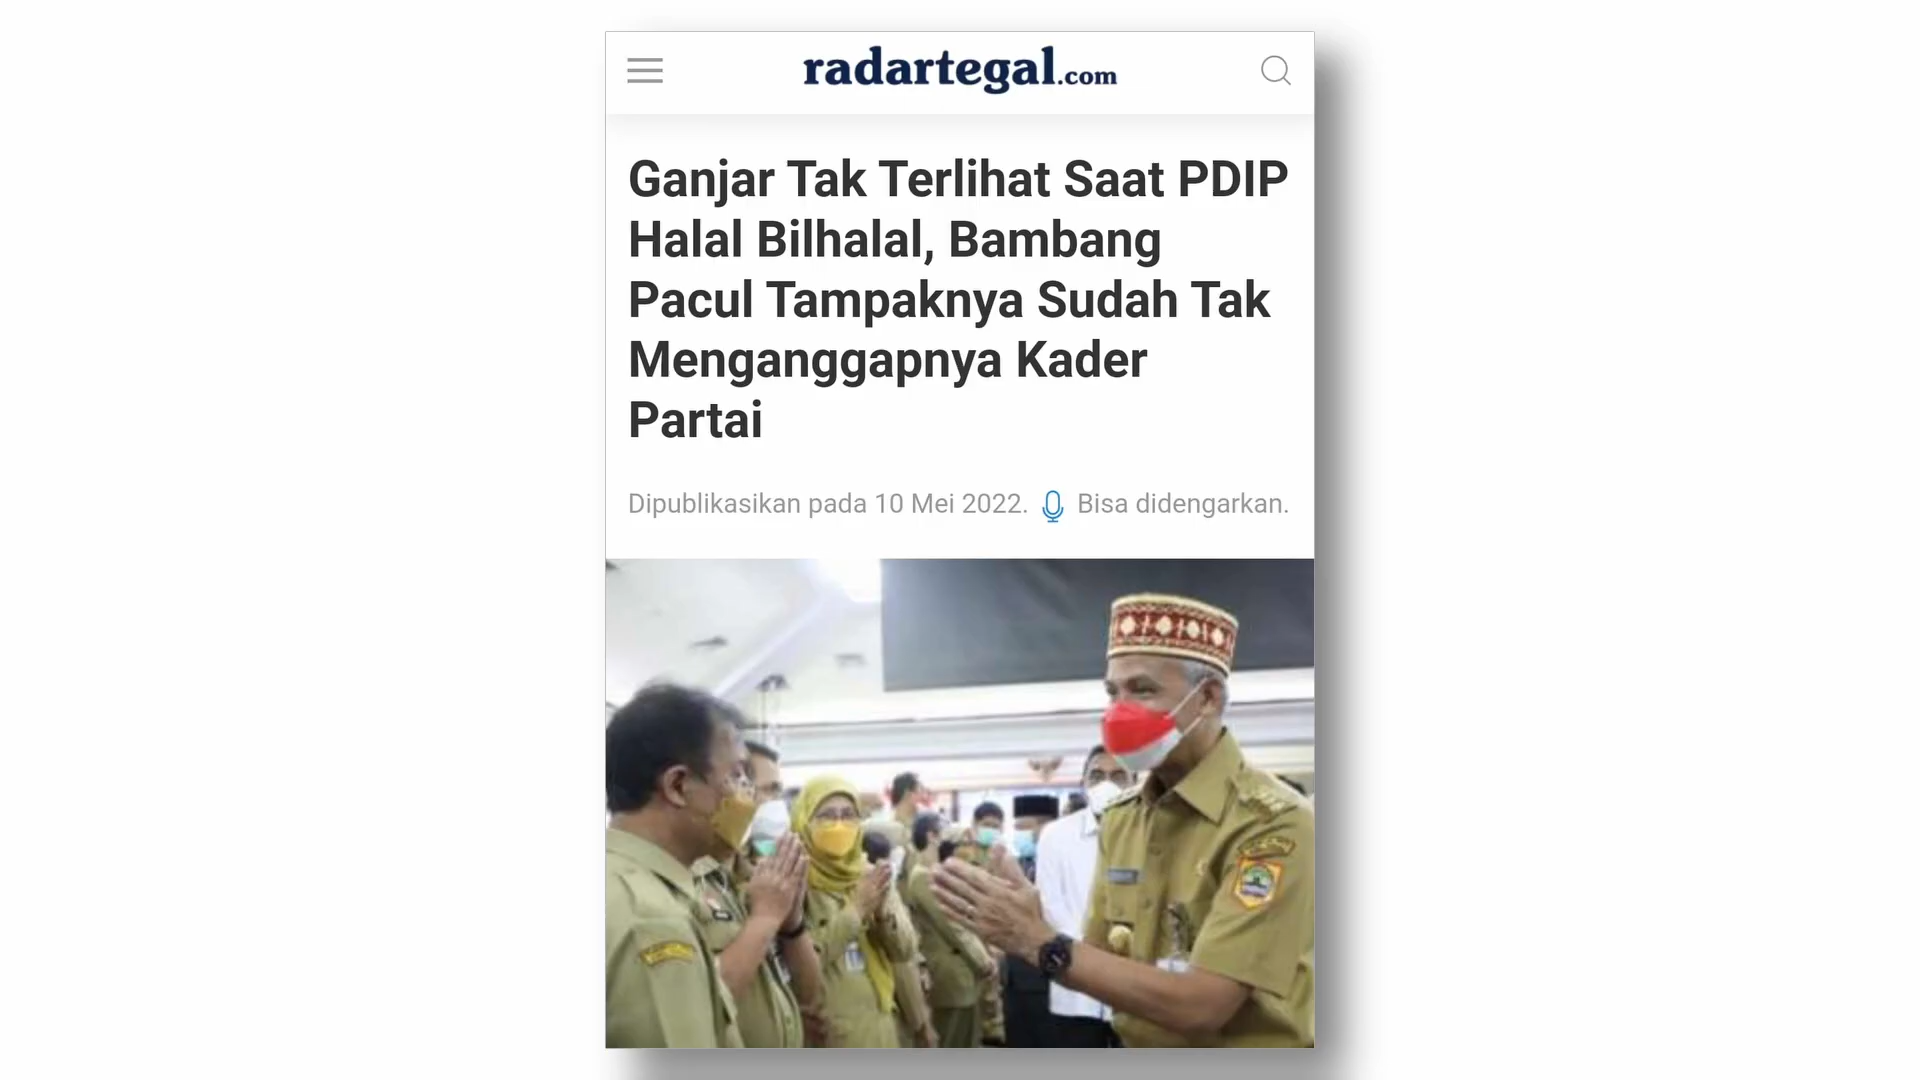 radartegal.com
Ganjar Tak Terlihat Saat PDIP
Halal Bilhalal, Bambang
Pacul Tampaknya Sudah Tak
Menganggapnya Kader
Partai
Dipublikasikan pada 10 Mei 2022. Bisa didengarkan.